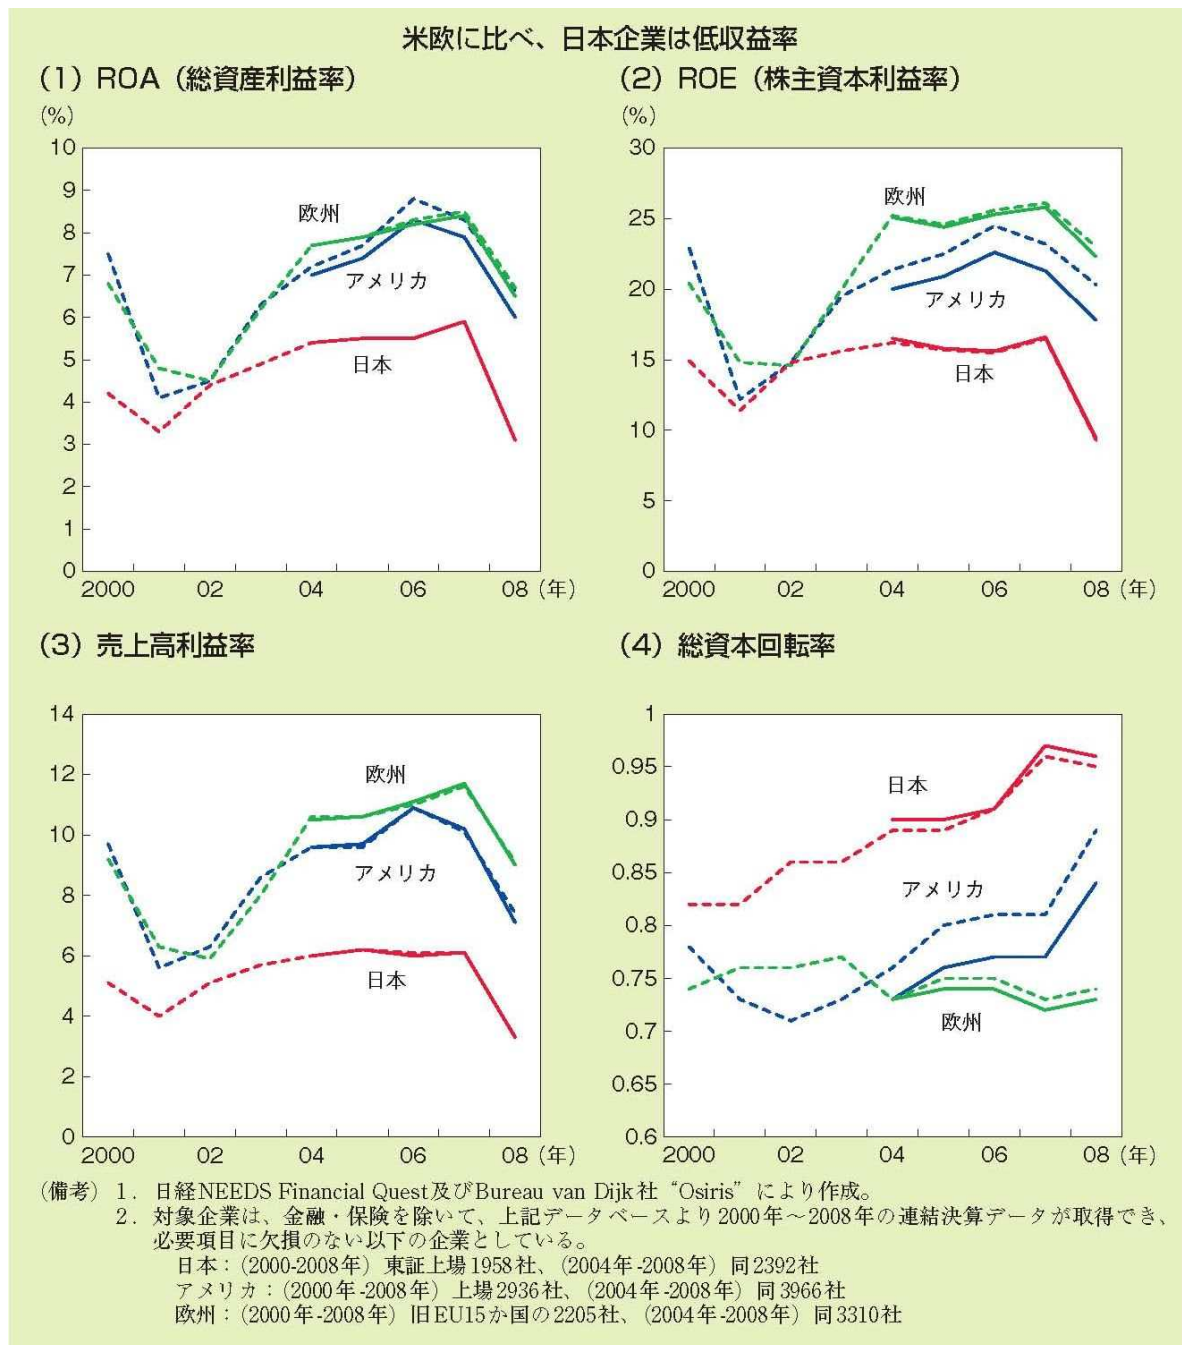 米欧に比べ、日本企業は低収益率
(1) ROA（総資産利益率）
(%)
10
9
8
7
6
5
4
3
2
1
0
欧州
アメリカ
日本
2000 02 04 06 08（年）
(2) ROE（株主資本利益率）
(%)
30
25
20
15
10
5
0
欧州
アメリカ
日本
2000 02 04 06 08（年）
(3) 売上高利益率
14
12
10
8
6
4
2
0
欧州
アメリカ
日本
2000 02 04 06 08（年）
(4) 総資本回転率
1
0.95
0.9
0.85
0.8
0.75
0.7
0.65
0.6
日本
アメリカ
欧州
2000 02 04 06 08（年）
（備考）1．日経NEEDS Financial Quest及びBureau van Dijk社“Osiris”により作成。
2．対象企業は、金融・保険を除いて、上記データベースより2000年～2008年の連結決算データが取得でき、
必要項目に欠損のない以下の企業としている。
日本：(2000-2008年）東証上場1958社、（2004年-2008年）同2392社
アメリカ：(2000年-2008年）上場2936社、（2004年-2008年）同3966社
欧州：(2000年-2008年）旧EU15か国の2205社、（2004年-2008年）同3310社